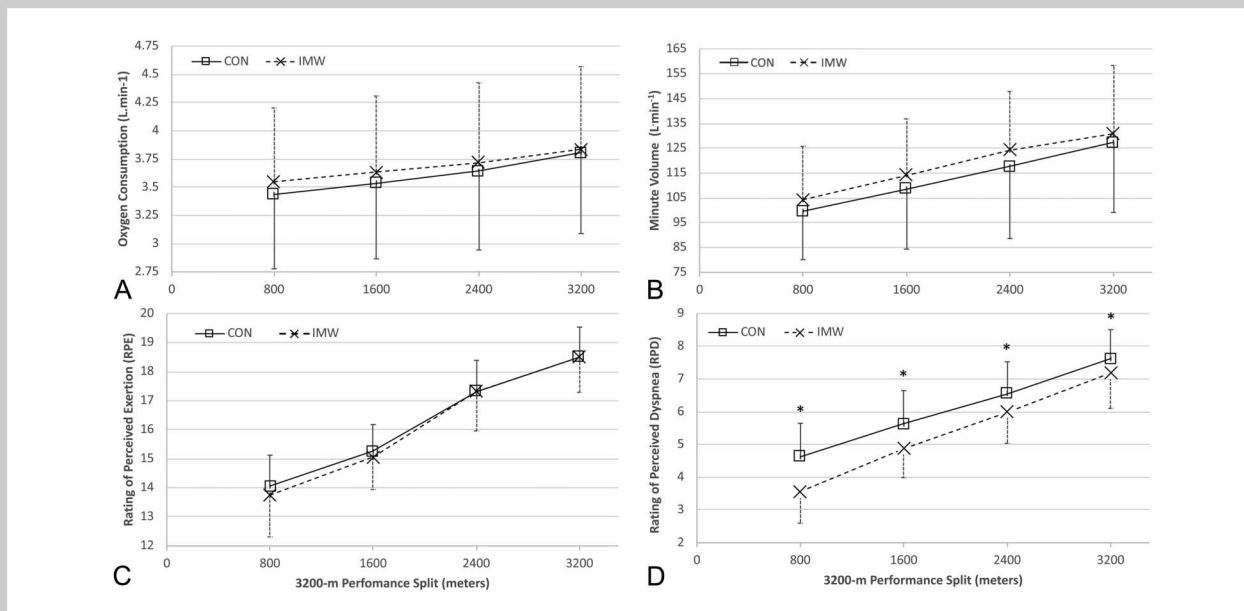 CON IMW
Oxygen Consumption (L.min-1)
4.75
4.5
4.25
4
3.75
3.5
3.25
3
2.75
0 800 1600 2400 3200
A
CON IMW
Minute Volume (L·min⁻¹)
165
155
145
135
125
115
105
95
85
75
0 800 1600 2400 3200
B
CON IMW
Rating of Perceived Exertion (RPE)
20
19
18
17
16
15
14
13
12
0 800 1600 2400 3200
3200-m Perfomance Split (meters)
C
CON IMW
Rating of Perceived Dyspnea (RPD)
9
8
7
6
5
4
3
2
* * * *
0 800 1600 2400 3200
3200-m Perfomance Split (meters)
D